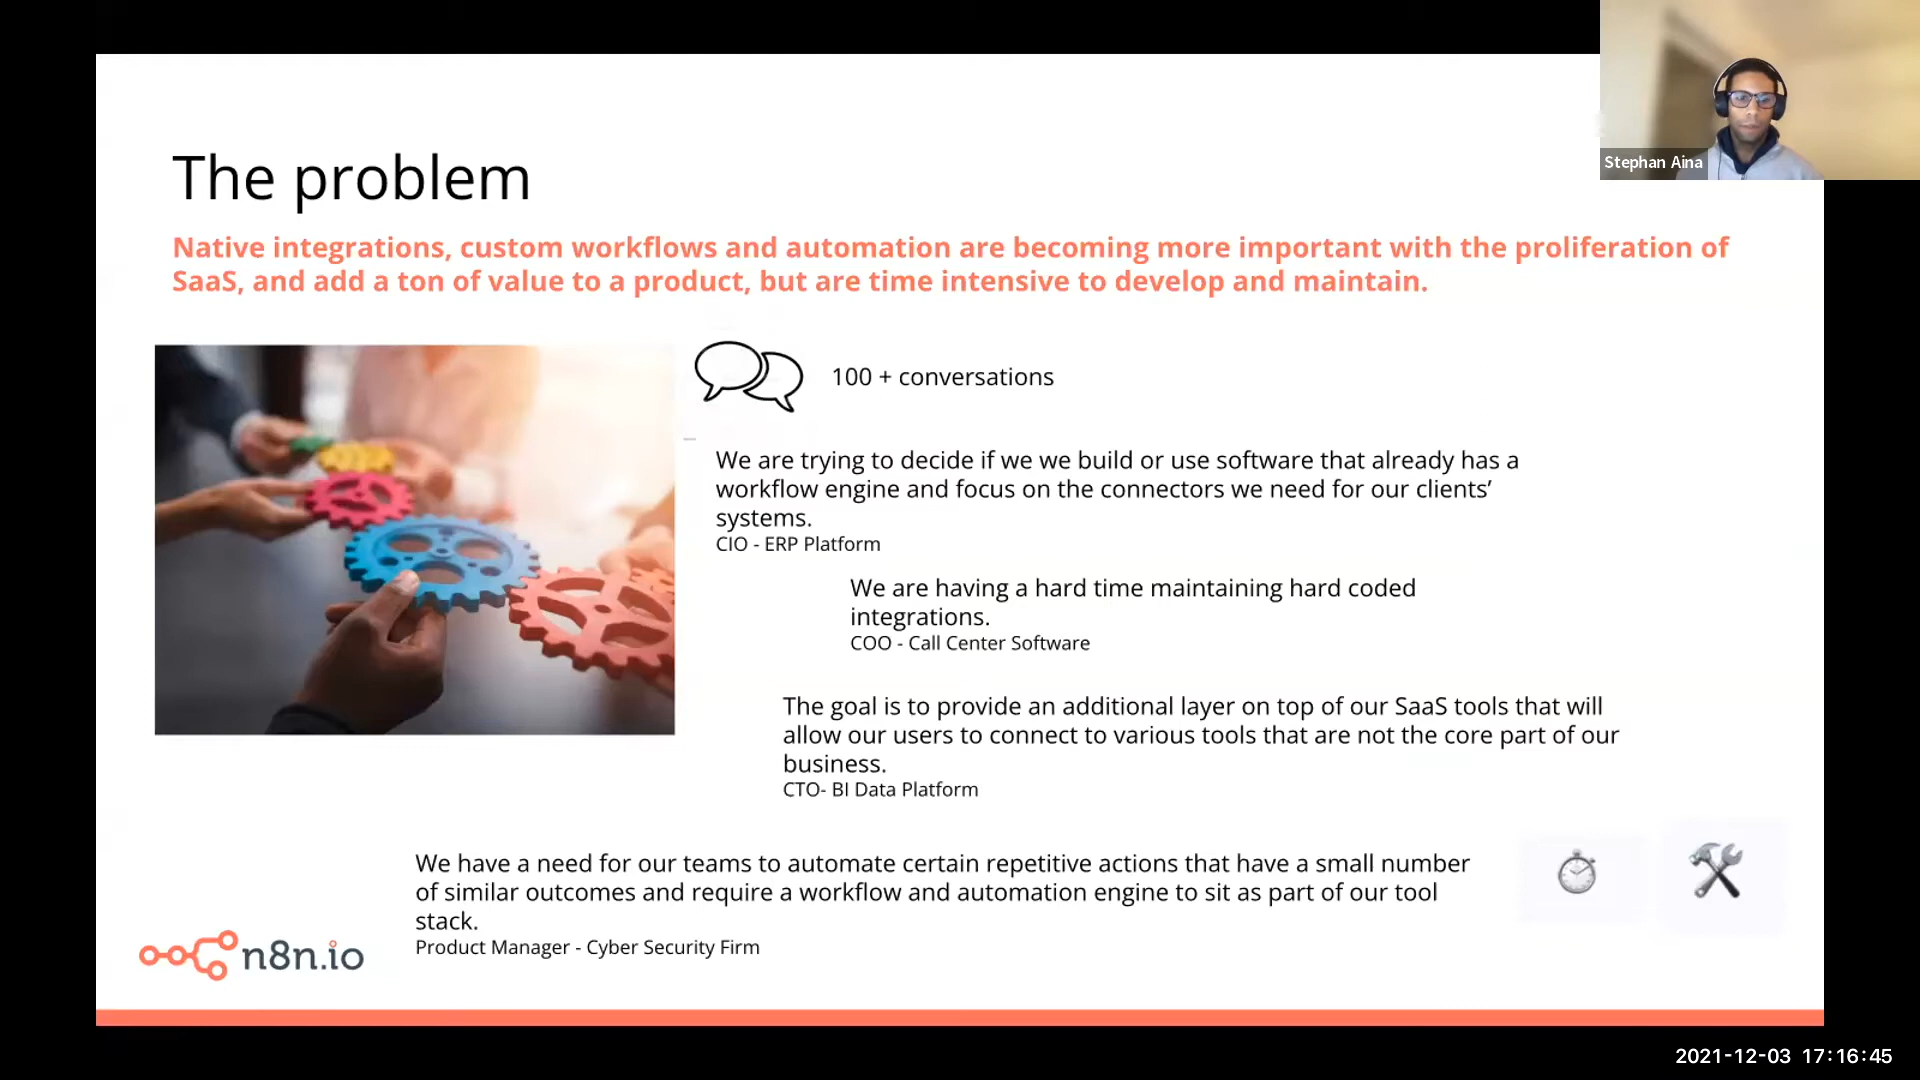 Stephan Aina
The problem
Native integrations, custom workflows and automation are becoming more important with the proliferation of
SaaS, and add a ton of value to a product, but are time intensive to develop and maintain.
100 + conversations
We are trying to decide if we we build or use software that already has a
workflow engine and focus on the connectors we need for our clients’
systems.
CIO - ERP Platform
We are having a hard time maintaining hard coded
integrations.
COO - Call Center Software
The goal is to provide an additional layer on top of our SaaS tools that will
allow our users to connect to various tools that are not the core part of our
business.
CTO- BI Data Platform
We have a need for our teams to automate certain repetitive actions that have a small number
of similar outcomes and require a workflow and automation engine to sit as part of our tool
stack.
Product Manager - Cyber Security Firm
n8n.io
2021-12-03 17:16:45